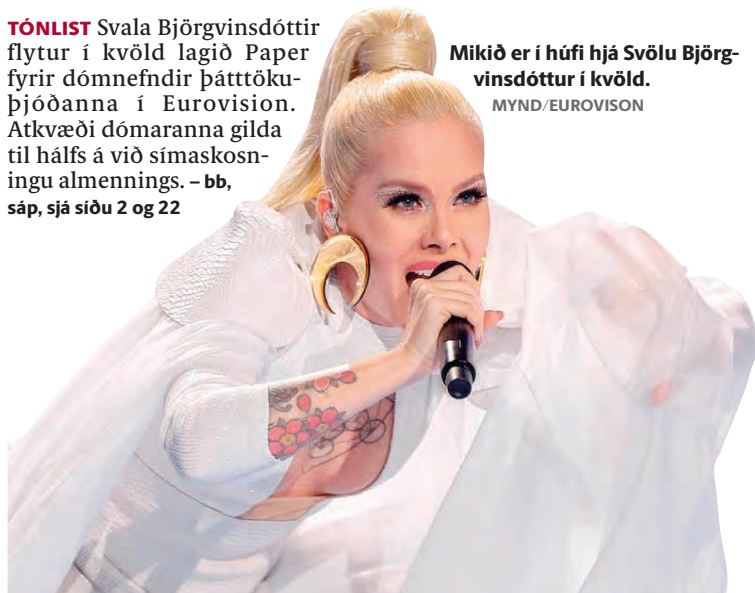 TÓNLIST Svala Björgvinsdóttir
flytur í kvöld lagið Paper
fyrir dómnefndir þátttöku-
þjóðanna í Eurovision.
Atkvæði dómaranna gilda
til hálfs á við símaskosn-
ingu almennings. – bb,
sáp, sjá síðu 2 og 22
Mikið er í húfi hjá Svölu Björg-
vinsdóttur í kvöld.
MYND/EUROVISON